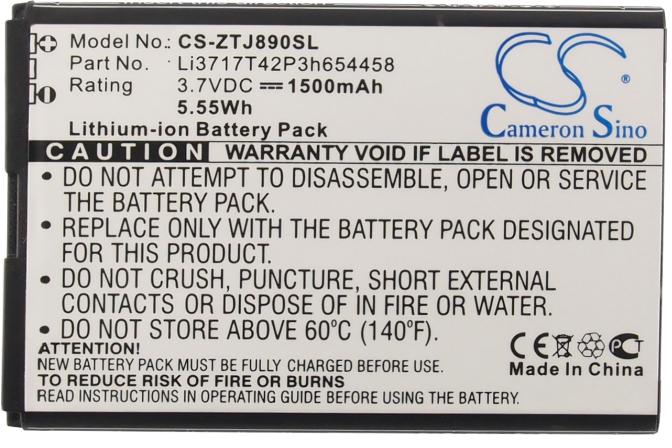 Model No.: CS-ZTJ890SL
Li3717T42P3h654458
Rating 3.7VDC 1500mAh
5.55Wh
Lithium-ion Battery Pack
CS
®
Cameron Sino
CAUTION WARRANTY VOID IF LABEL IS REMOVED
• DO NOT ATTEMPT TO DISASSEMBLE, OPEN OR SERVICE
THE BATTERY PACK.
• REPLACE ONLY WITH THE BATTERY PACK DESIGNATED
FOR THIS PRODUCT.
• DO NOT CRUSH, PUNCTURE, SHORT EXTERNAL
CONTACTS OR DISPOSE OF IN FIRE OR WATER.
• DO NOT STORE ABOVE 60°C (140°F).
ATTENTION!
NEW BATTERY PACK MUST BE FULLY CHARGED BEFORE USE.
TO REDUCE RISK OF FIRE OR BURNS
READ INSTRUCTIONS IN OPERATING GUIDE BEFORE USING BATTERY.
CE PCT
Made In China